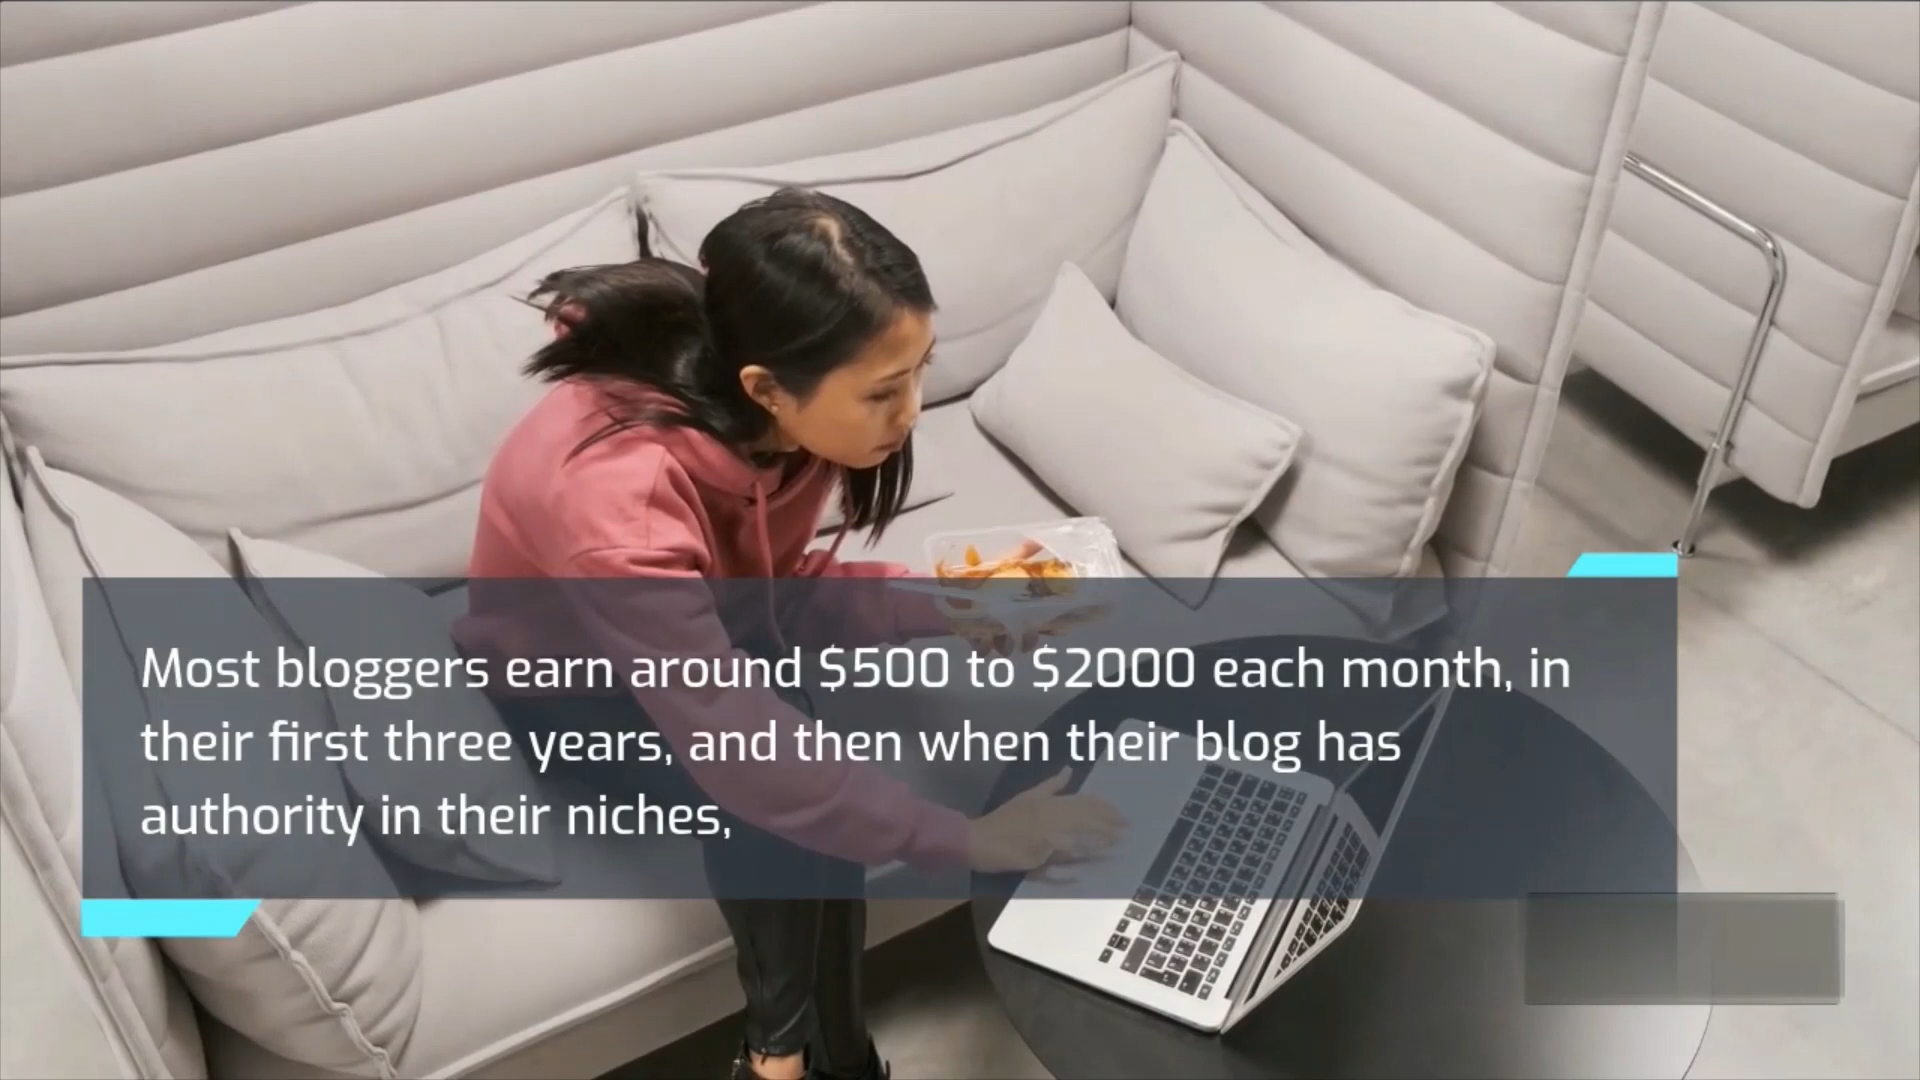 Most bloggers earn around $500 to $2000 each month, in
their first three years, and then when their blog has
authority in their niches,